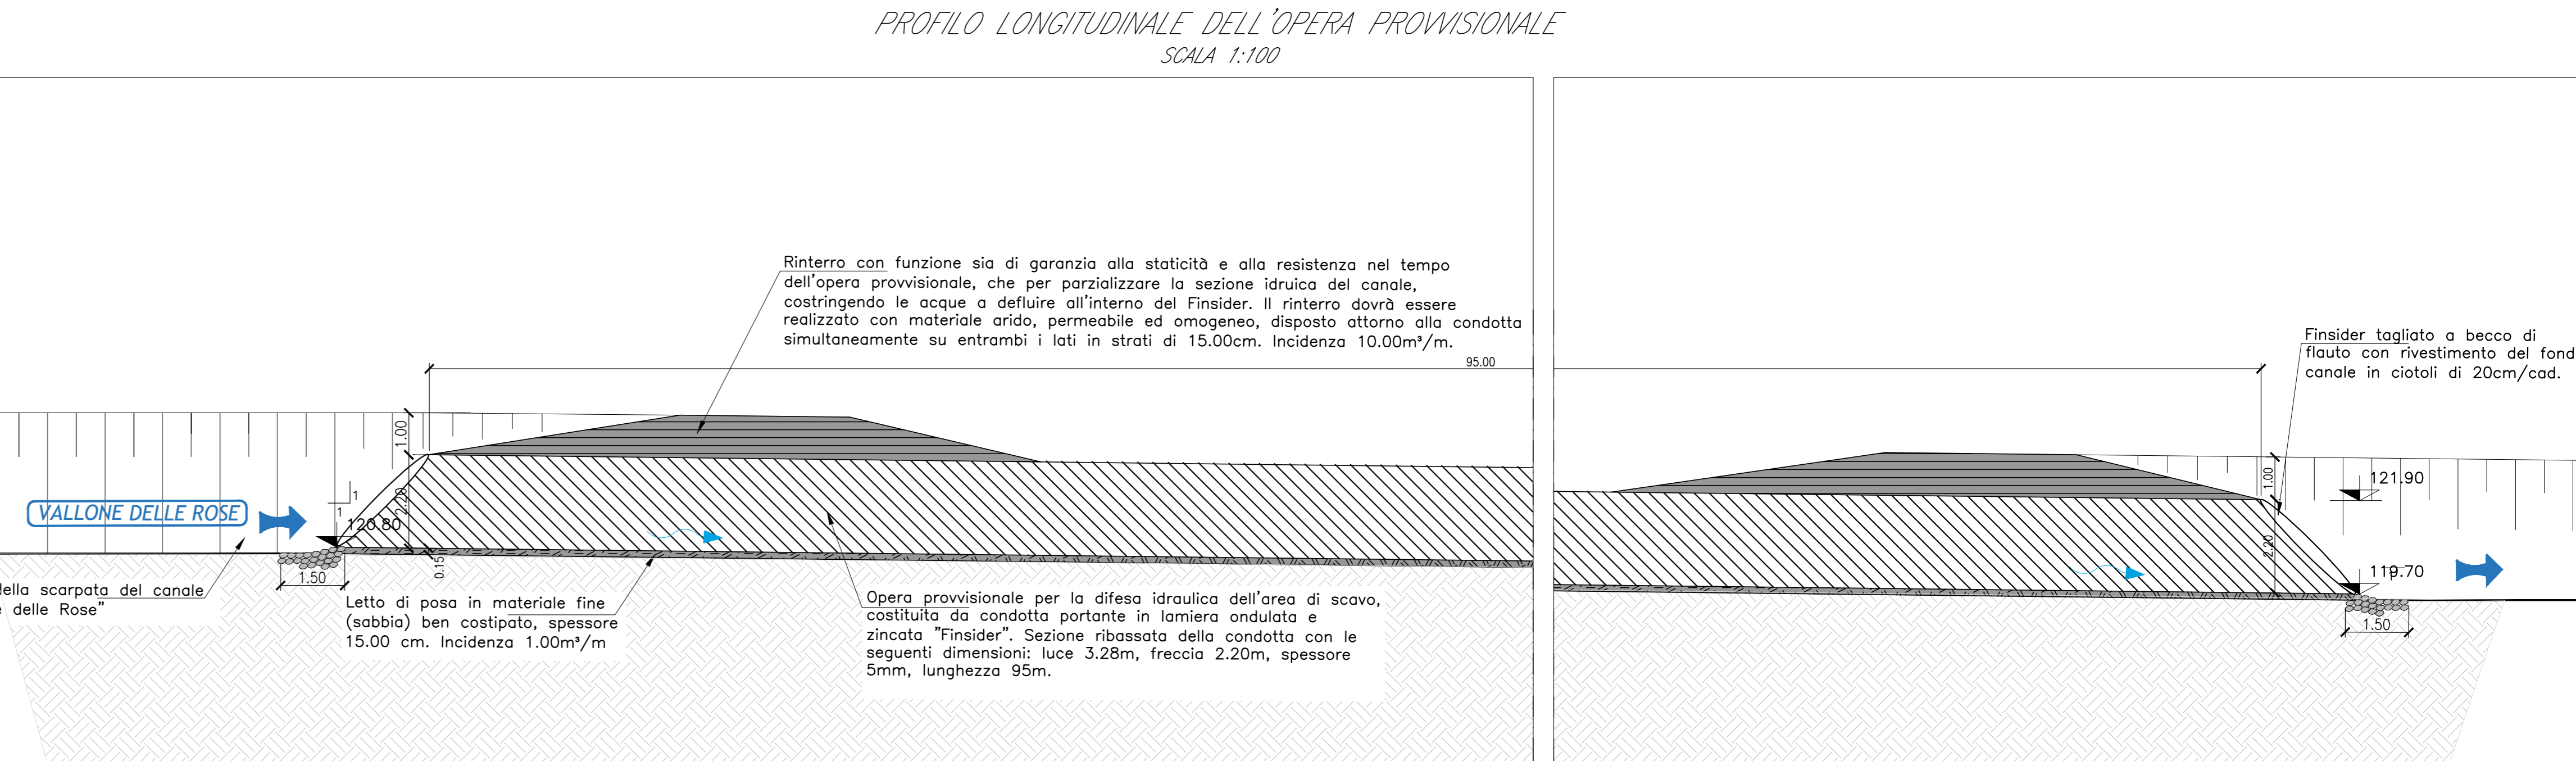 PROFILO LONGITUDINALE DELL'OPERA PROVVISIONALE
SCALA 1:100
Rinterro con funzione sia di garanzia alla staticità e alla resistenza nel tempo
dell'opera provvisionale, che per parzializzare la sezione idruica del canale,
costringendo le acque a defluire all'interno del Finsider. Il rinterro dovrà essere
realizzato con materiale arido, permeabile ed omogeneo, disposto attorno alla condotta
simultaneamente su entrambi i lati in strati di 15.00cm. Incidenza 10.00m³/m.
95.00
Finsider tagliato a becco di
flauto con rivestimento del fond
canale in ciotoli di 20cm/cad.
1.00
2.20
1
1
120.80
VALLONE DELLE ROSE
0.15
1.50
della scarpata del canale
e delle Rose"
Letto di posa in materiale fine
(sabbia) ben costipato, spessore
15.00 cm. Incidenza 1.00m³/m
Opera provvisionale per la difesa idraulica dell'area di scavo,
costituita da condotta portante in lamiera ondulata e
zincata "Finsider". Sezione ribassata della condotta con le
seguenti dimensioni: luce 3.28m, freccia 2.20m, spessore
5mm, lunghezza 95m.
1.00
2.20
121.90
119.70
1.50